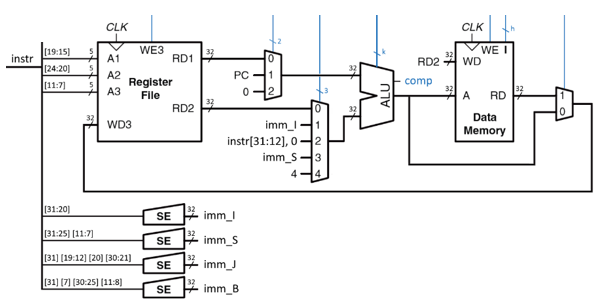 CLK
CLK
instr
[19:15] 5 A1 WE3 RD1 32
[24:20] 5 A2 Register
[11:7] 5 A3 File
RD2 32
32 WD3
2
0
PC 1
0 2
3
0
imm_I 1
instr[31:12], 0 2
imm_S 3
4 4
32
32
k
ALU
comp
h
RD2 32 WD WE
32 A RD 32
Data
Memory
1
0
[31:20] SE 32 imm_I
[31:25] [11:7] SE 32 imm_S
[31] [19:12] [20] [30:21] SE 32 imm_J
[31] [7] [30:25] [11:8] SE 32 imm_B